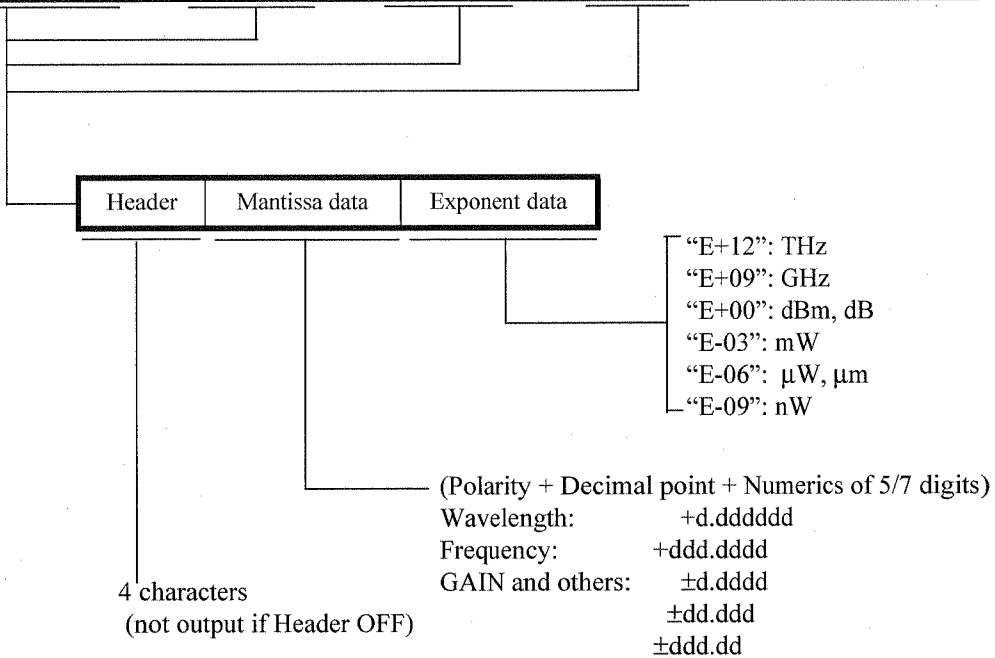 Header Mantissa data Exponent data
“E+12”: THz
“E+09”: GHz
“E+00”: dBm, dB
“E-03”: mW
“E-06”: μW, μm
“E-09”: nW
(Polarity + Decimal point + Numerics of 5/7 digits)
Wavelength: +d.dddddd
Frequency: +ddd.dddd
GAIN and others: ±d.dddd
±dd.ddd
±ddd.dd
4 characters
(not output if Header OFF)